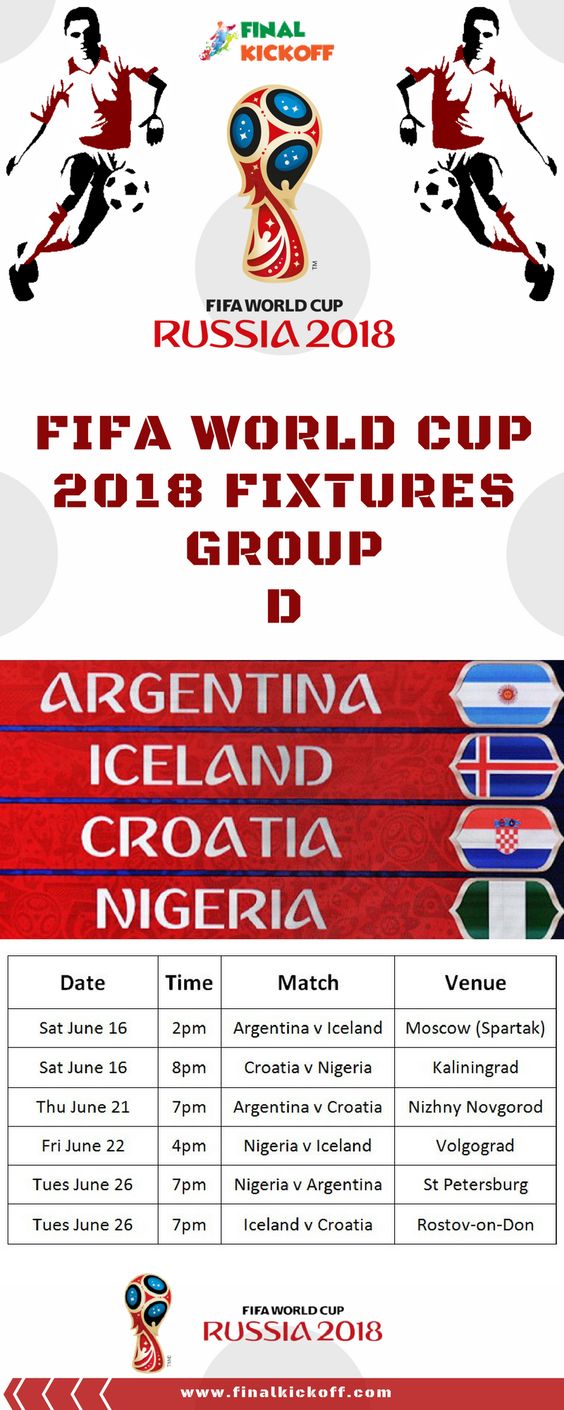 FINAL
KICKOFF
TM
FIFA WORLD CUP
RUSSIA 2018
FIFA WORLD CUP
2018 FIXTURES
GROUP
D
ARGENTINA
ICELAND
CROATIA
NIGERIA
Date Time Match Venue
Sat June 16 2pm Argentina v Iceland Moscow (Spartak)
Sat June 16 8pm Croatia v Nigeria Kaliningrad
Thu June 21 7pm Argentina v Croatia Nizhny Novgorod
Fri June 22 4pm Nigeria v Iceland Volgograd
Tues June 26 7pm Nigeria v Argentina St Petersburg
Tues June 26 7pm Iceland v Croatia Rostov-on-Don
FIFA WORLD CUP
RUSSIA 2018
TM
www.finalkickoff.com